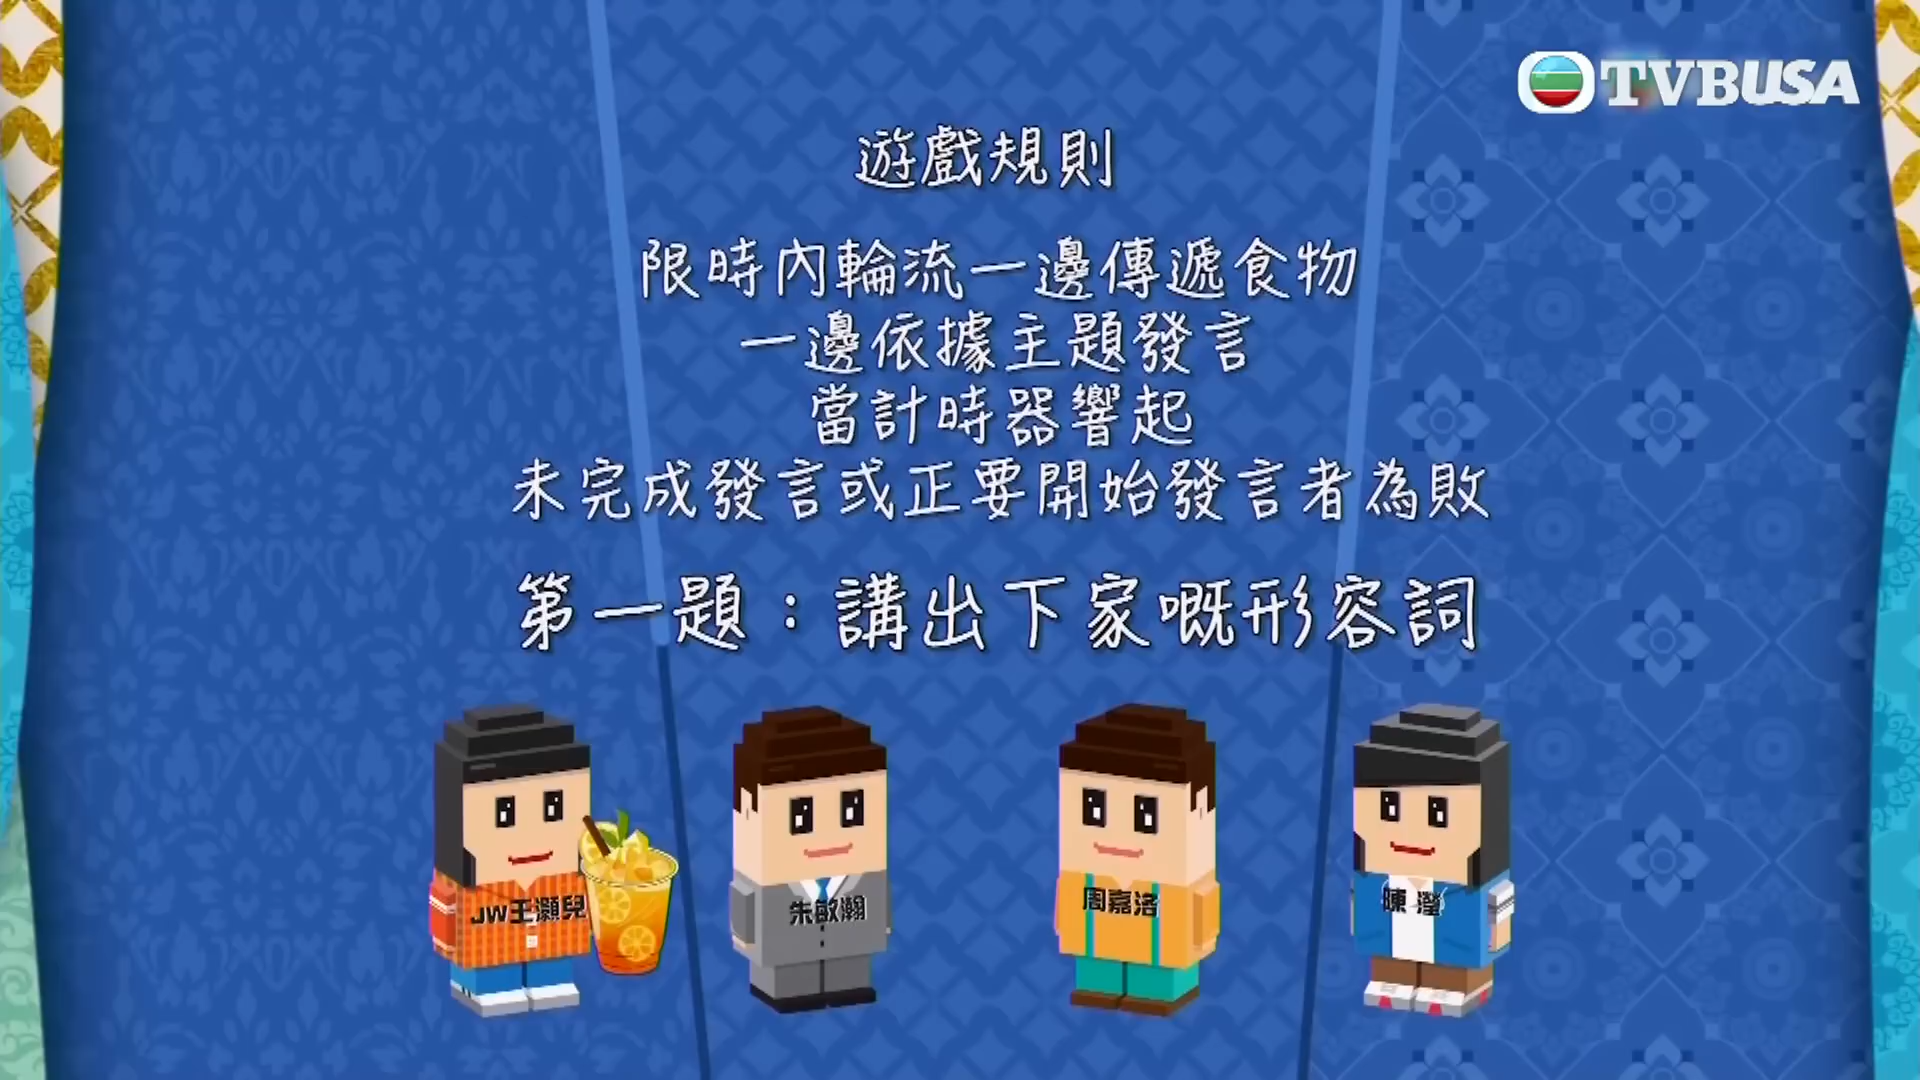 TVBUSA
遊戲規則
限時內輪流一邊傳遞食物
一邊依據主題發言
當計時器響起
未完成發言或正要開始發言者為敗
第一題：講出下家嘅形容詞
JW王灝兒
朱敏瀚
周嘉洛
陳瀅